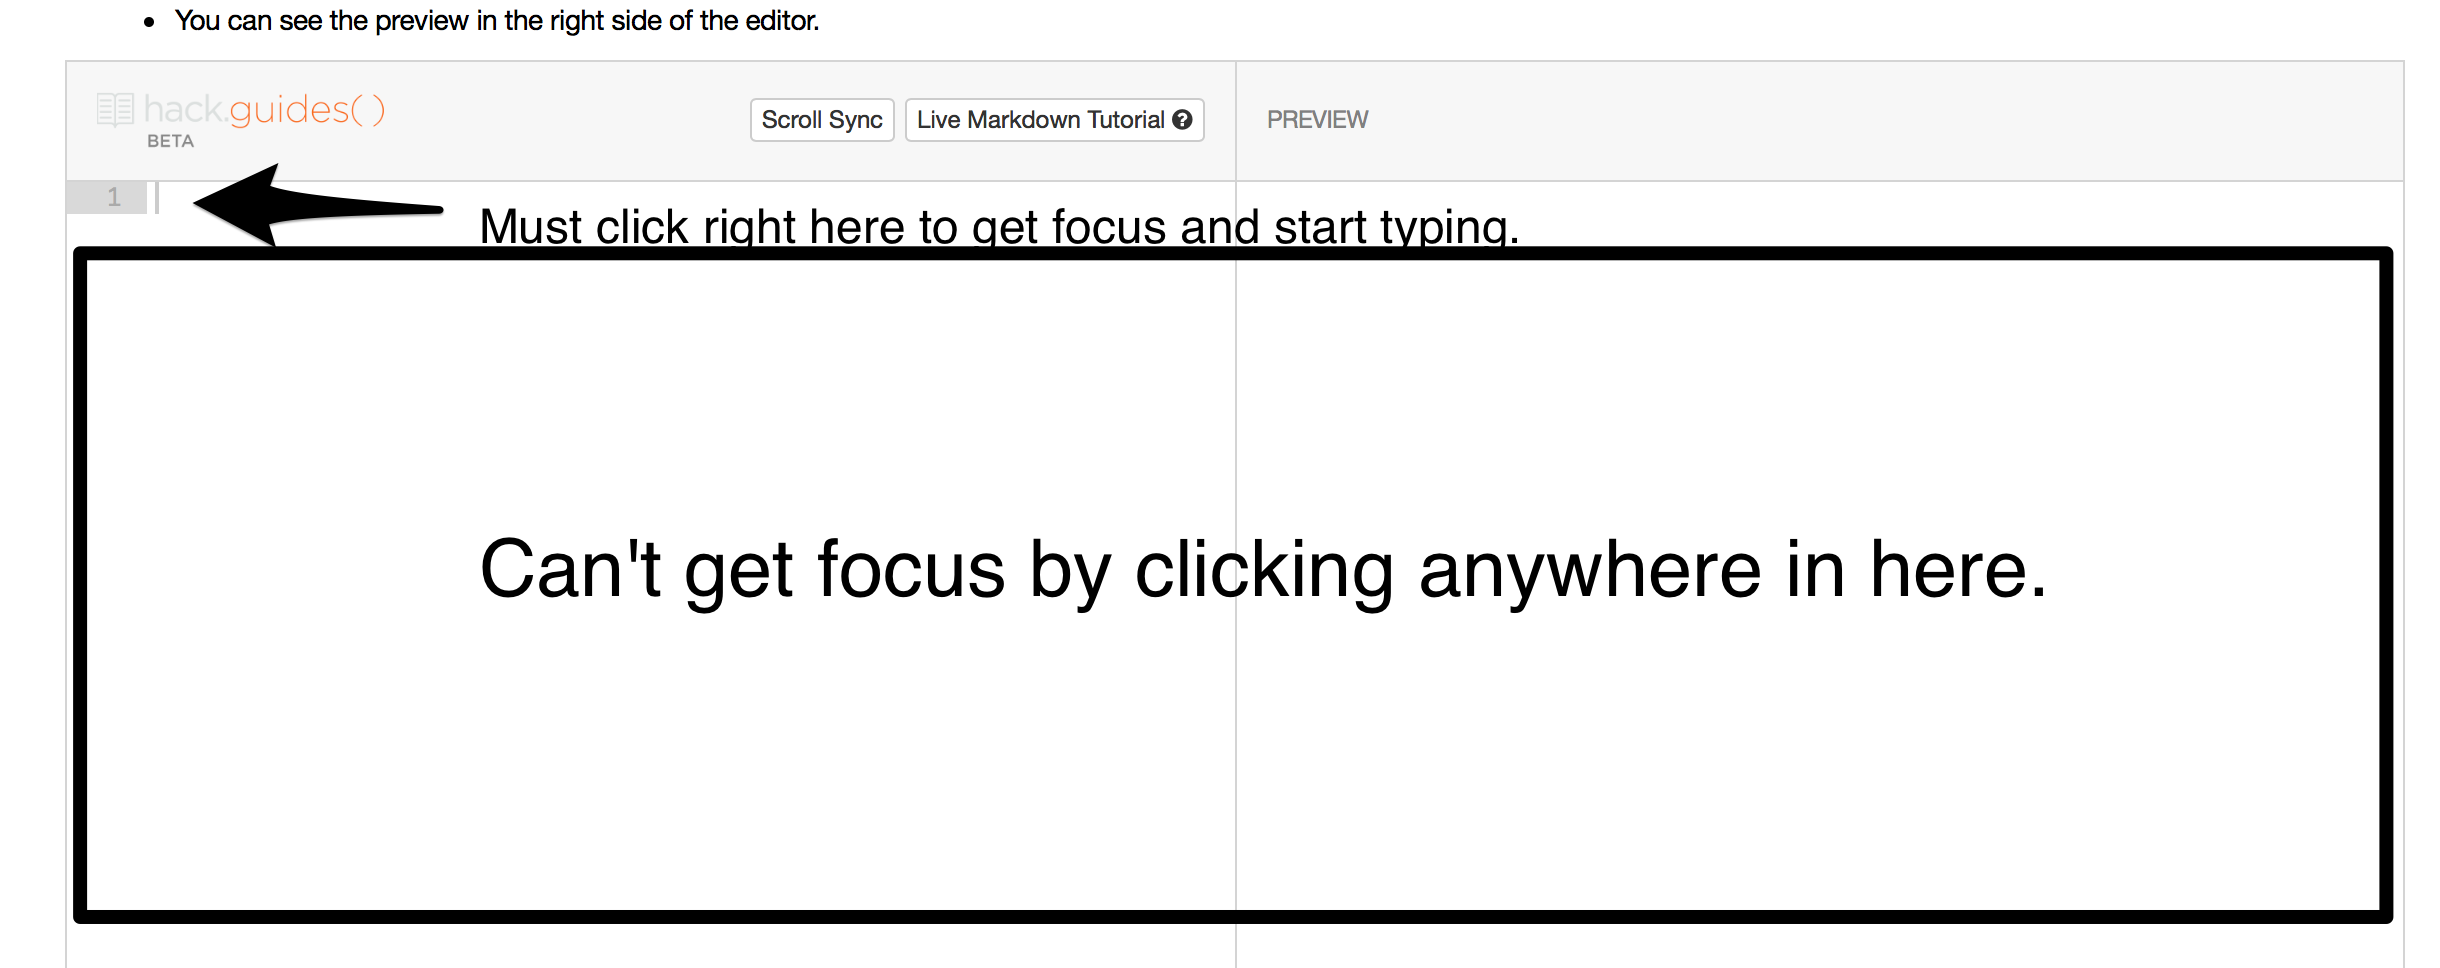 You can see the preview in the right side of the editor.
hack.guides()
BETA
Scroll Sync
Live Markdown Tutorial ?
PREVIEW
1
Must click right here to get focus and start typing.
Can't get focus by clicking anywhere in here.